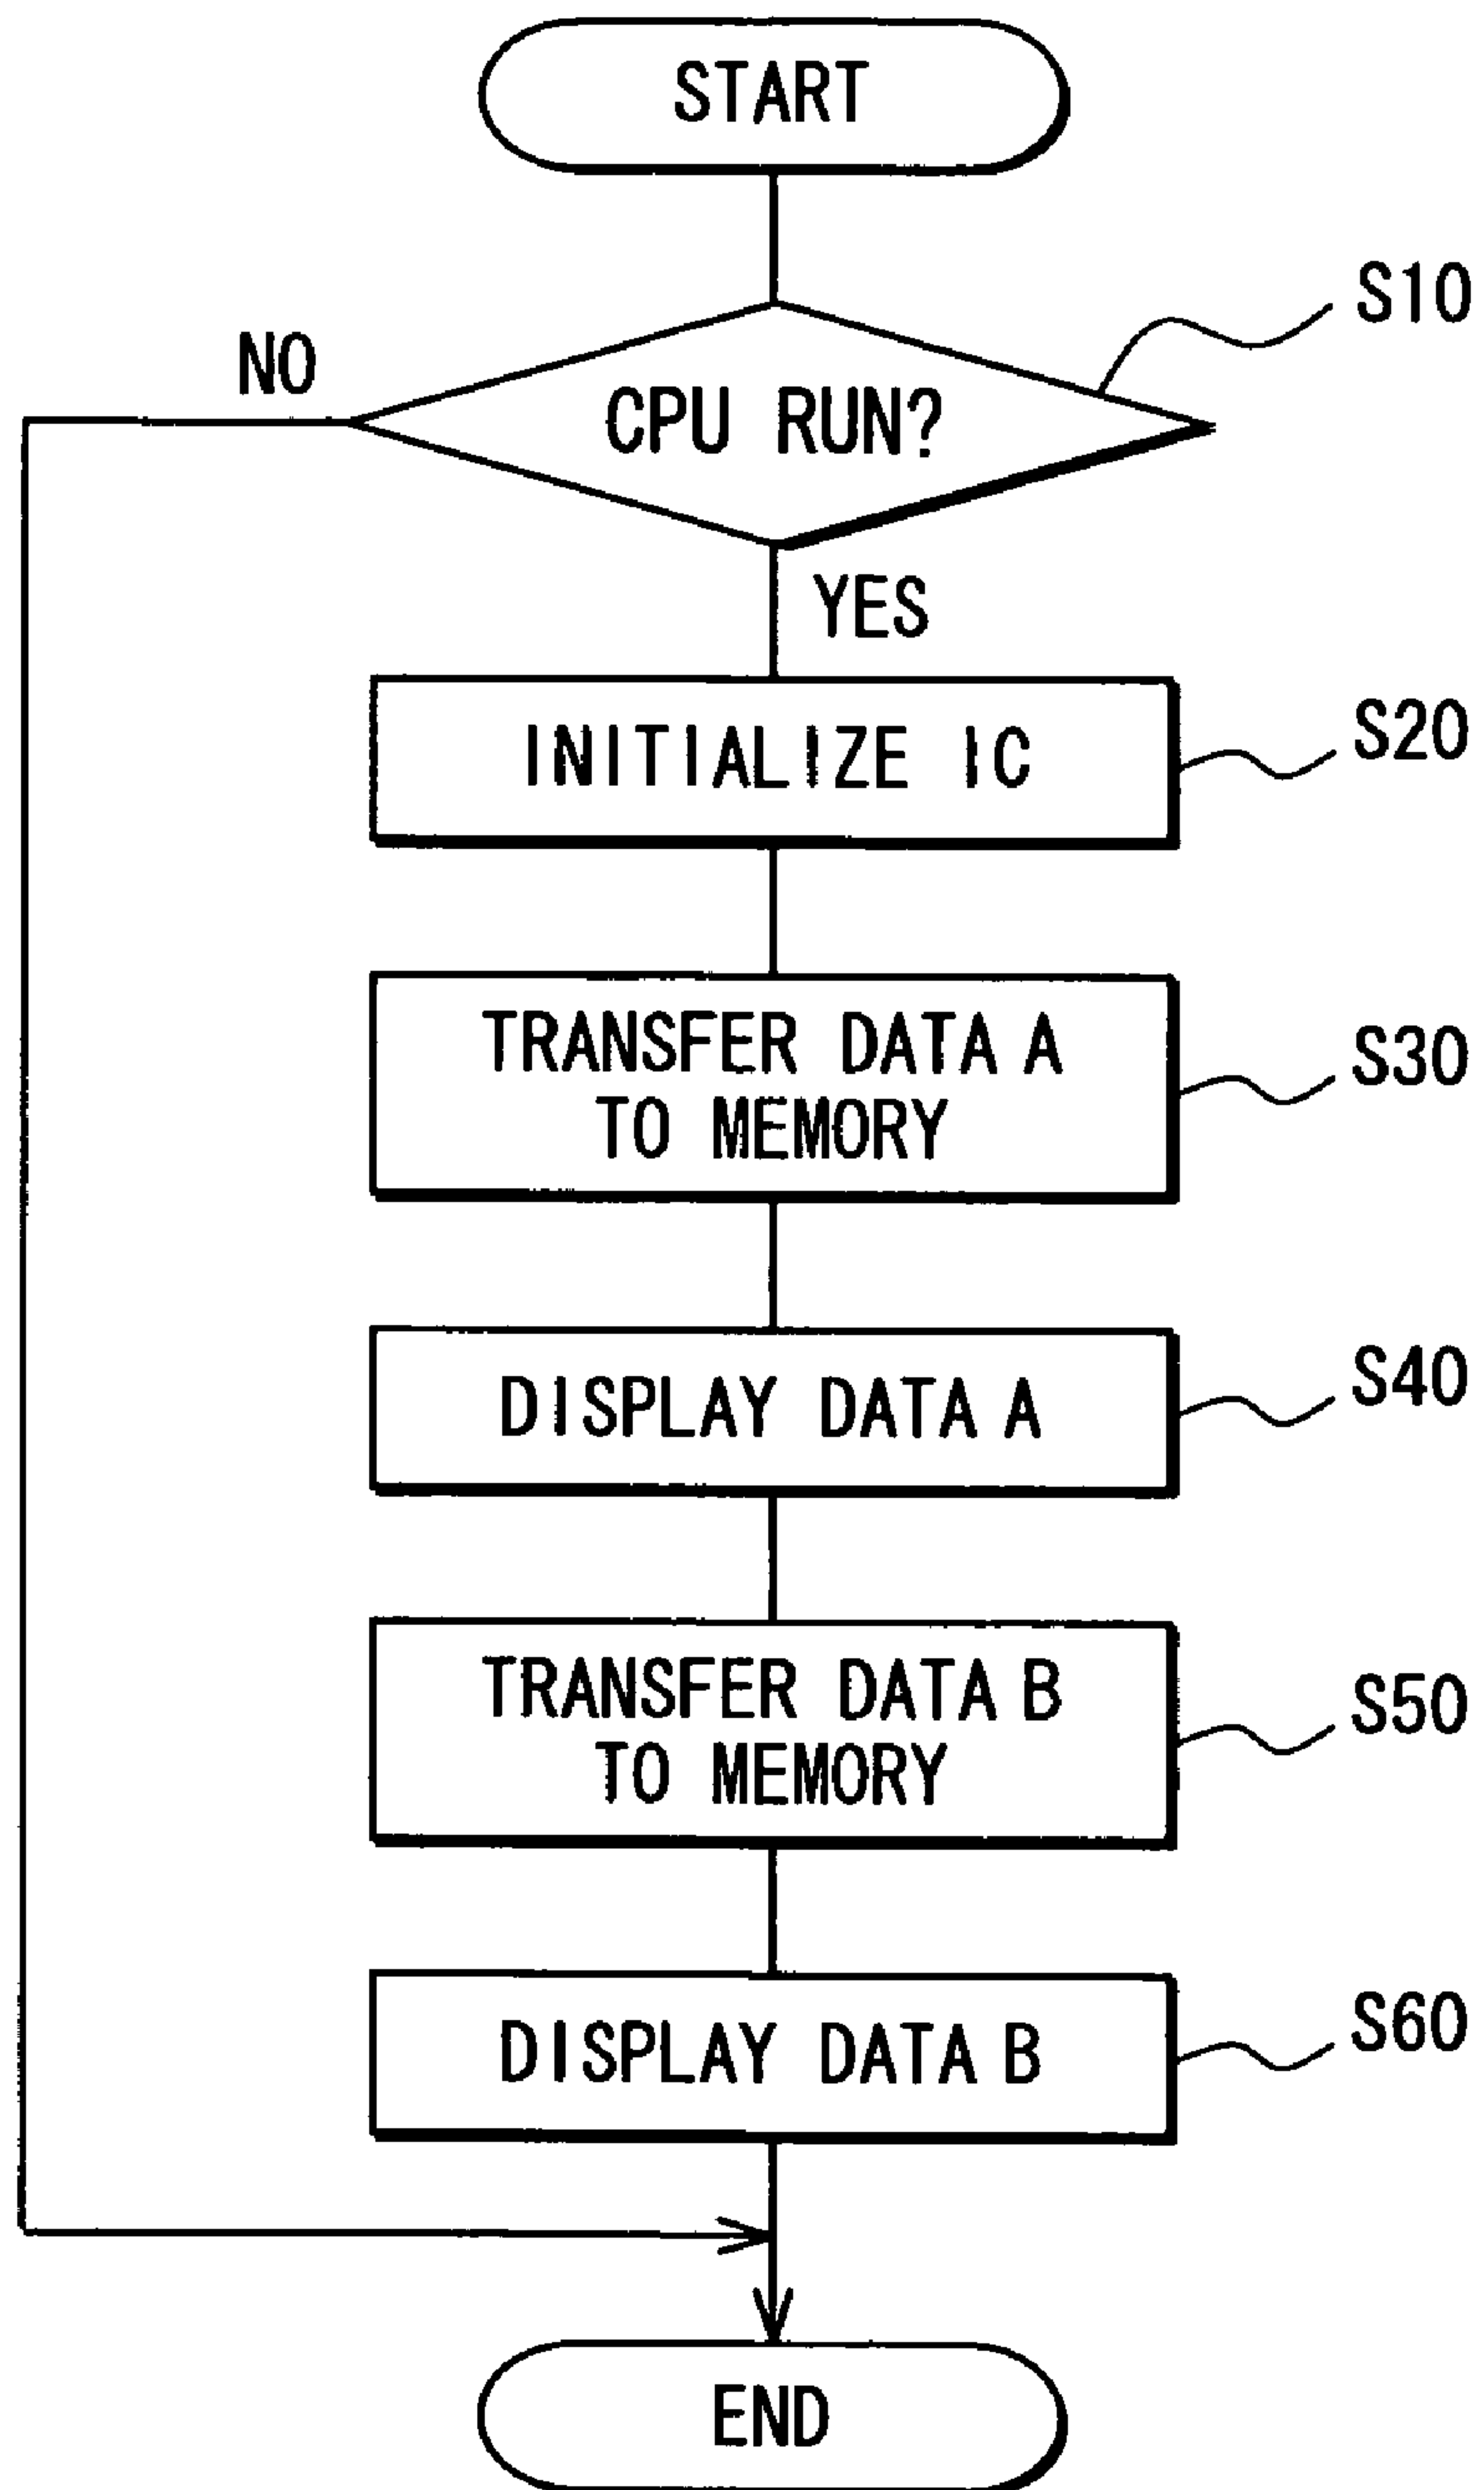 START
S10
NO
CPU RUN?
YES
INITIALIZE IC
S20
TRANSFER DATA A
TO MEMORY
S30
DISPLAY DATA A
S40
TRANSFER DATA B
TO MEMORY
S50
DISPLAY DATA B
S60
END